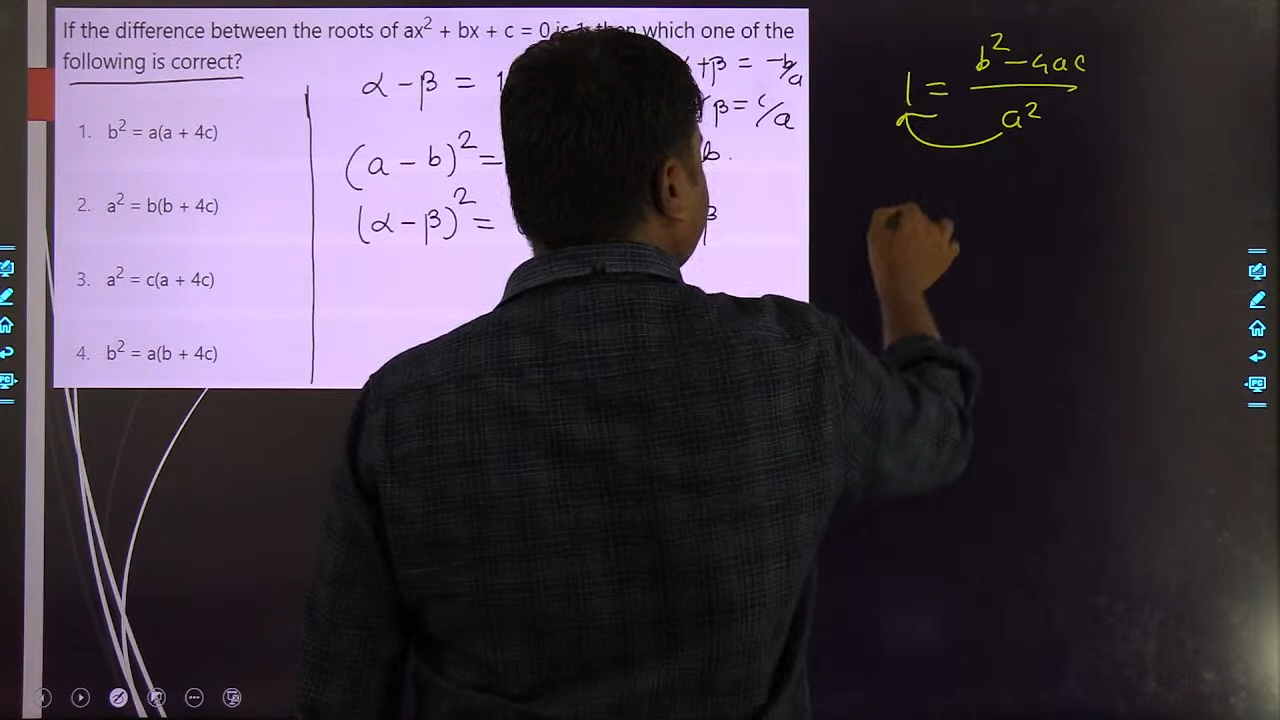 If the difference between the roots of ax² + bx + c = 0 is 1, then which one of the
following is correct?
1. b² = a(a + 4c)
2. a² = b(b + 4c)
3. a² = c(a + 4c)
4. b² = a(b + 4c)
α - β = 1
+β = -b/a
β = c/a
(a - b)² =
b.
(α - β)² =
β
1 = b² - 4ac
a²